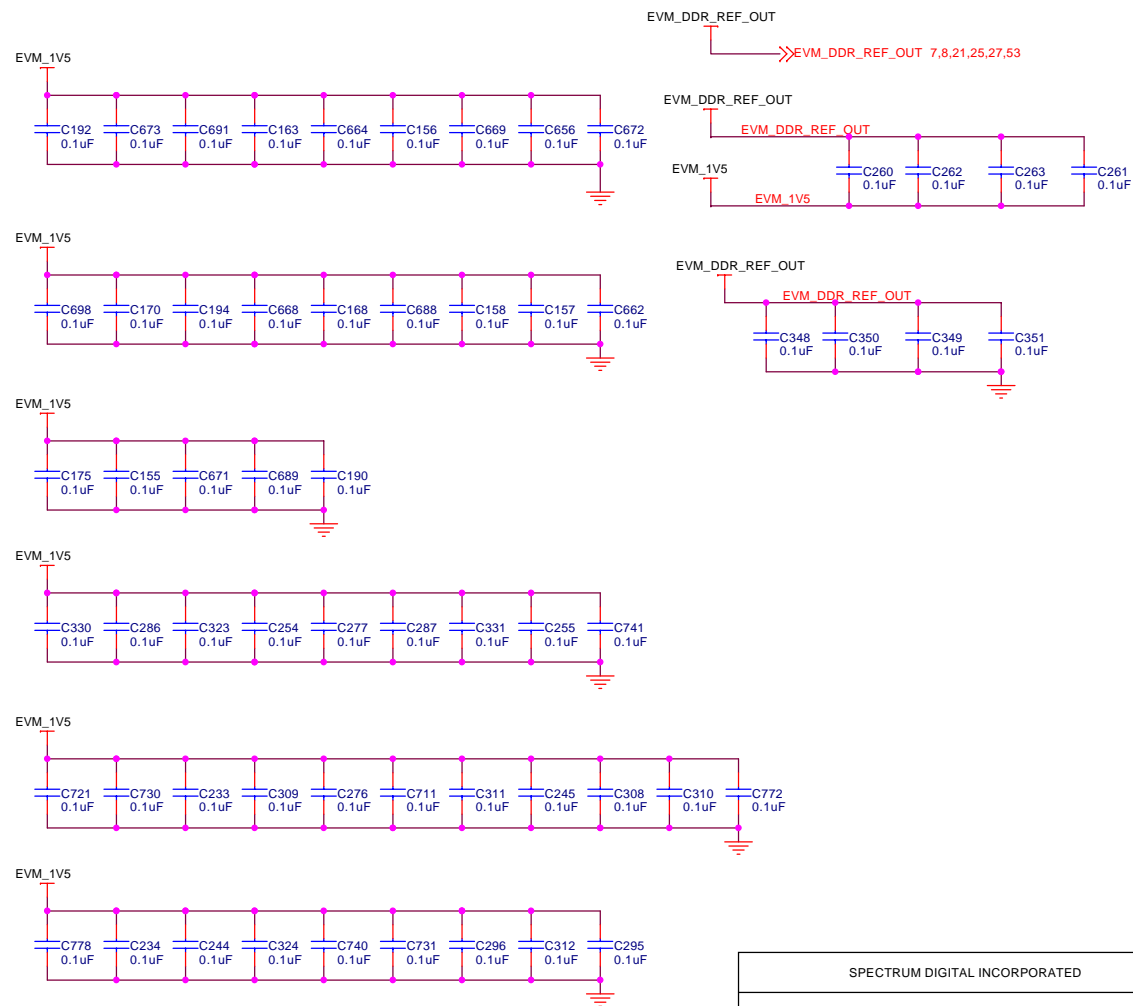 EVM_DDR_REF_OUT
EVM_DDR_REF_OUT 7,8,21,25,27,53
EVM_1V5
C192 C673 C691 C163 C664 C156 C669 C656 C672
0.1uF 0.1uF 0.1uF 0.1uF 0.1uF 0.1uF 0.1uF 0.1uF 0.1uF
EVM_DDR_REF_OUT
EVM_DDR_REF_OUT
EVM_1V5
EVM_1V5
C260 C262 C263 C261
0.1uF 0.1uF 0.1uF 0.1uF
EVM_1V5
C698 C170 C194 C668 C168 C688 C158 C157 C662
0.1uF 0.1uF 0.1uF 0.1uF 0.1uF 0.1uF 0.1uF 0.1uF 0.1uF
EVM_DDR_REF_OUT
EVM_DDR_REF_OUT
C348 C350 C349 C351
0.1uF 0.1uF 0.1uF 0.1uF
EVM_1V5
C175 C155 C671 C689 C190
0.1uF 0.1uF 0.1uF 0.1uF 0.1uF
EVM_1V5
C330 C286 C323 C254 C277 C287 C331 C255 C741
0.1uF 0.1uF 0.1uF 0.1uF 0.1uF 0.1uF 0.1uF 0.1uF 0.1uF
EVM_1V5
C721 C730 C233 C309 C276 C711 C311 C245 C308 C310 C772
0.1uF 0.1uF 0.1uF 0.1uF 0.1uF 0.1uF 0.1uF 0.1uF 0.1uF 0.1uF 0.1uF
EVM_1V5
C778 C234 C244 C324 C740 C731 C296 C312 C295
0.1uF 0.1uF 0.1uF 0.1uF 0.1uF 0.1uF 0.1uF 0.1uF 0.1uF
SPECTRUM DIGITAL INCORPORATED